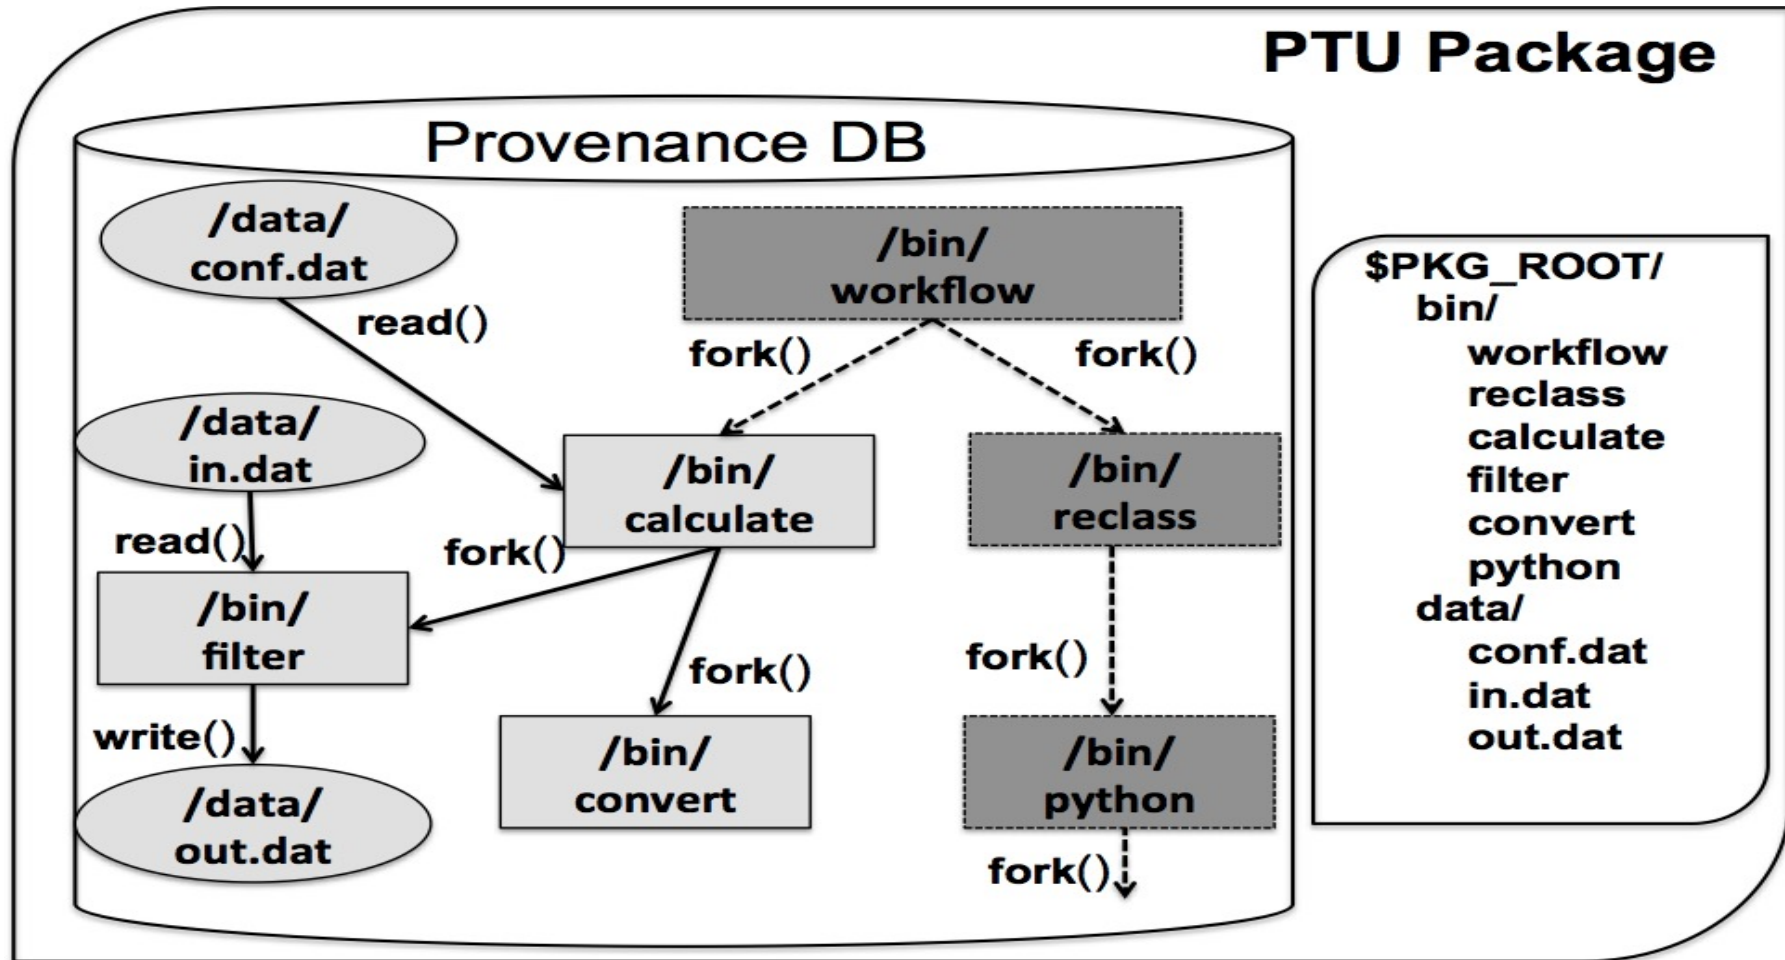 PTU Package
Provenance DB
/data/
conf.dat
/bin/
workflow
read()
fork()
fork()
/data/
in.dat
/bin/
calculate
/bin/
reclass
read()
fork()
/bin/
filter
fork()
fork()
write()
/bin/
convert
/bin/
python
/data/
out.dat
fork()
$PKG_ROOT/
bin/
workflow
reclass
calculate
filter
convert
python
data/
conf.dat
in.dat
out.dat